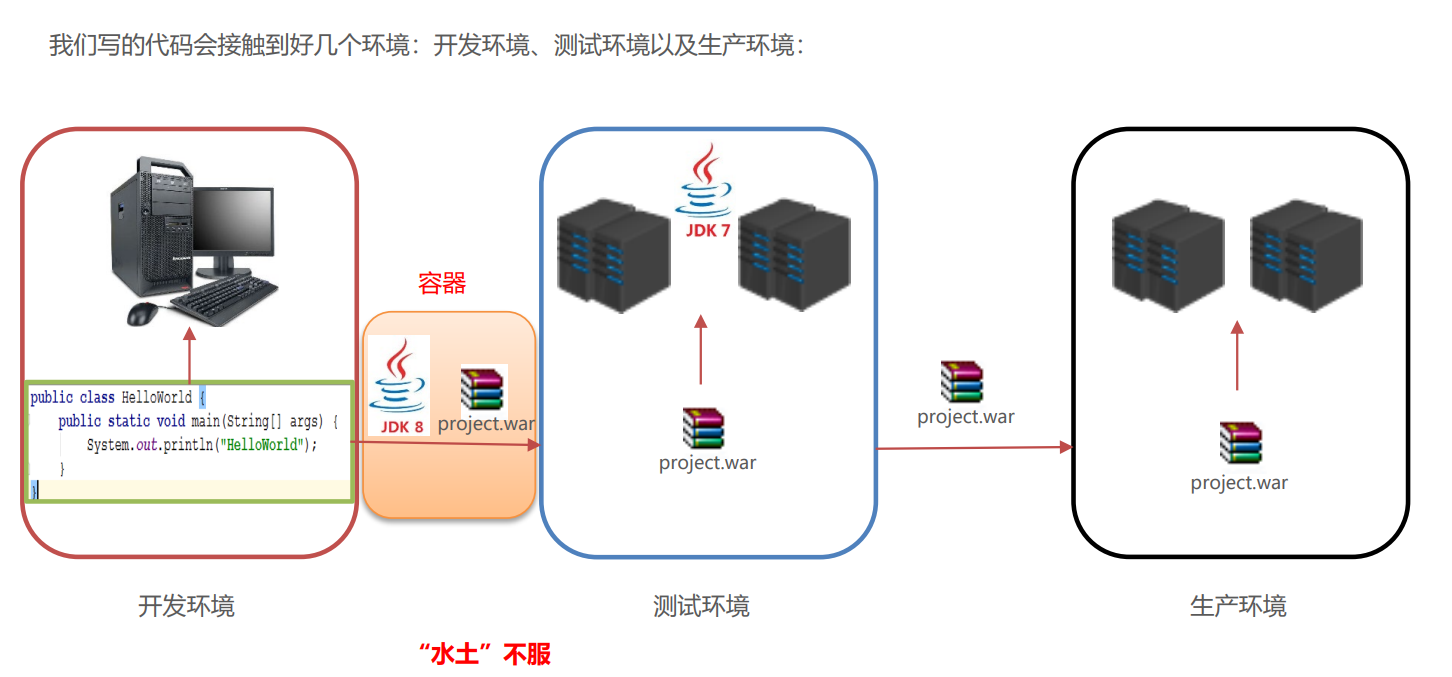 我们写的代码会接触到好几个环境：开发环境、测试环境以及生产环境：
容器
JDK 7
JDK 8
project.war
public class HelloWorld {
public static void main(String[] args) {
System.out.println("HelloWorld");
}
}
project.war
project.war
project.war
开发环境
测试环境
生产环境
“水土”不服